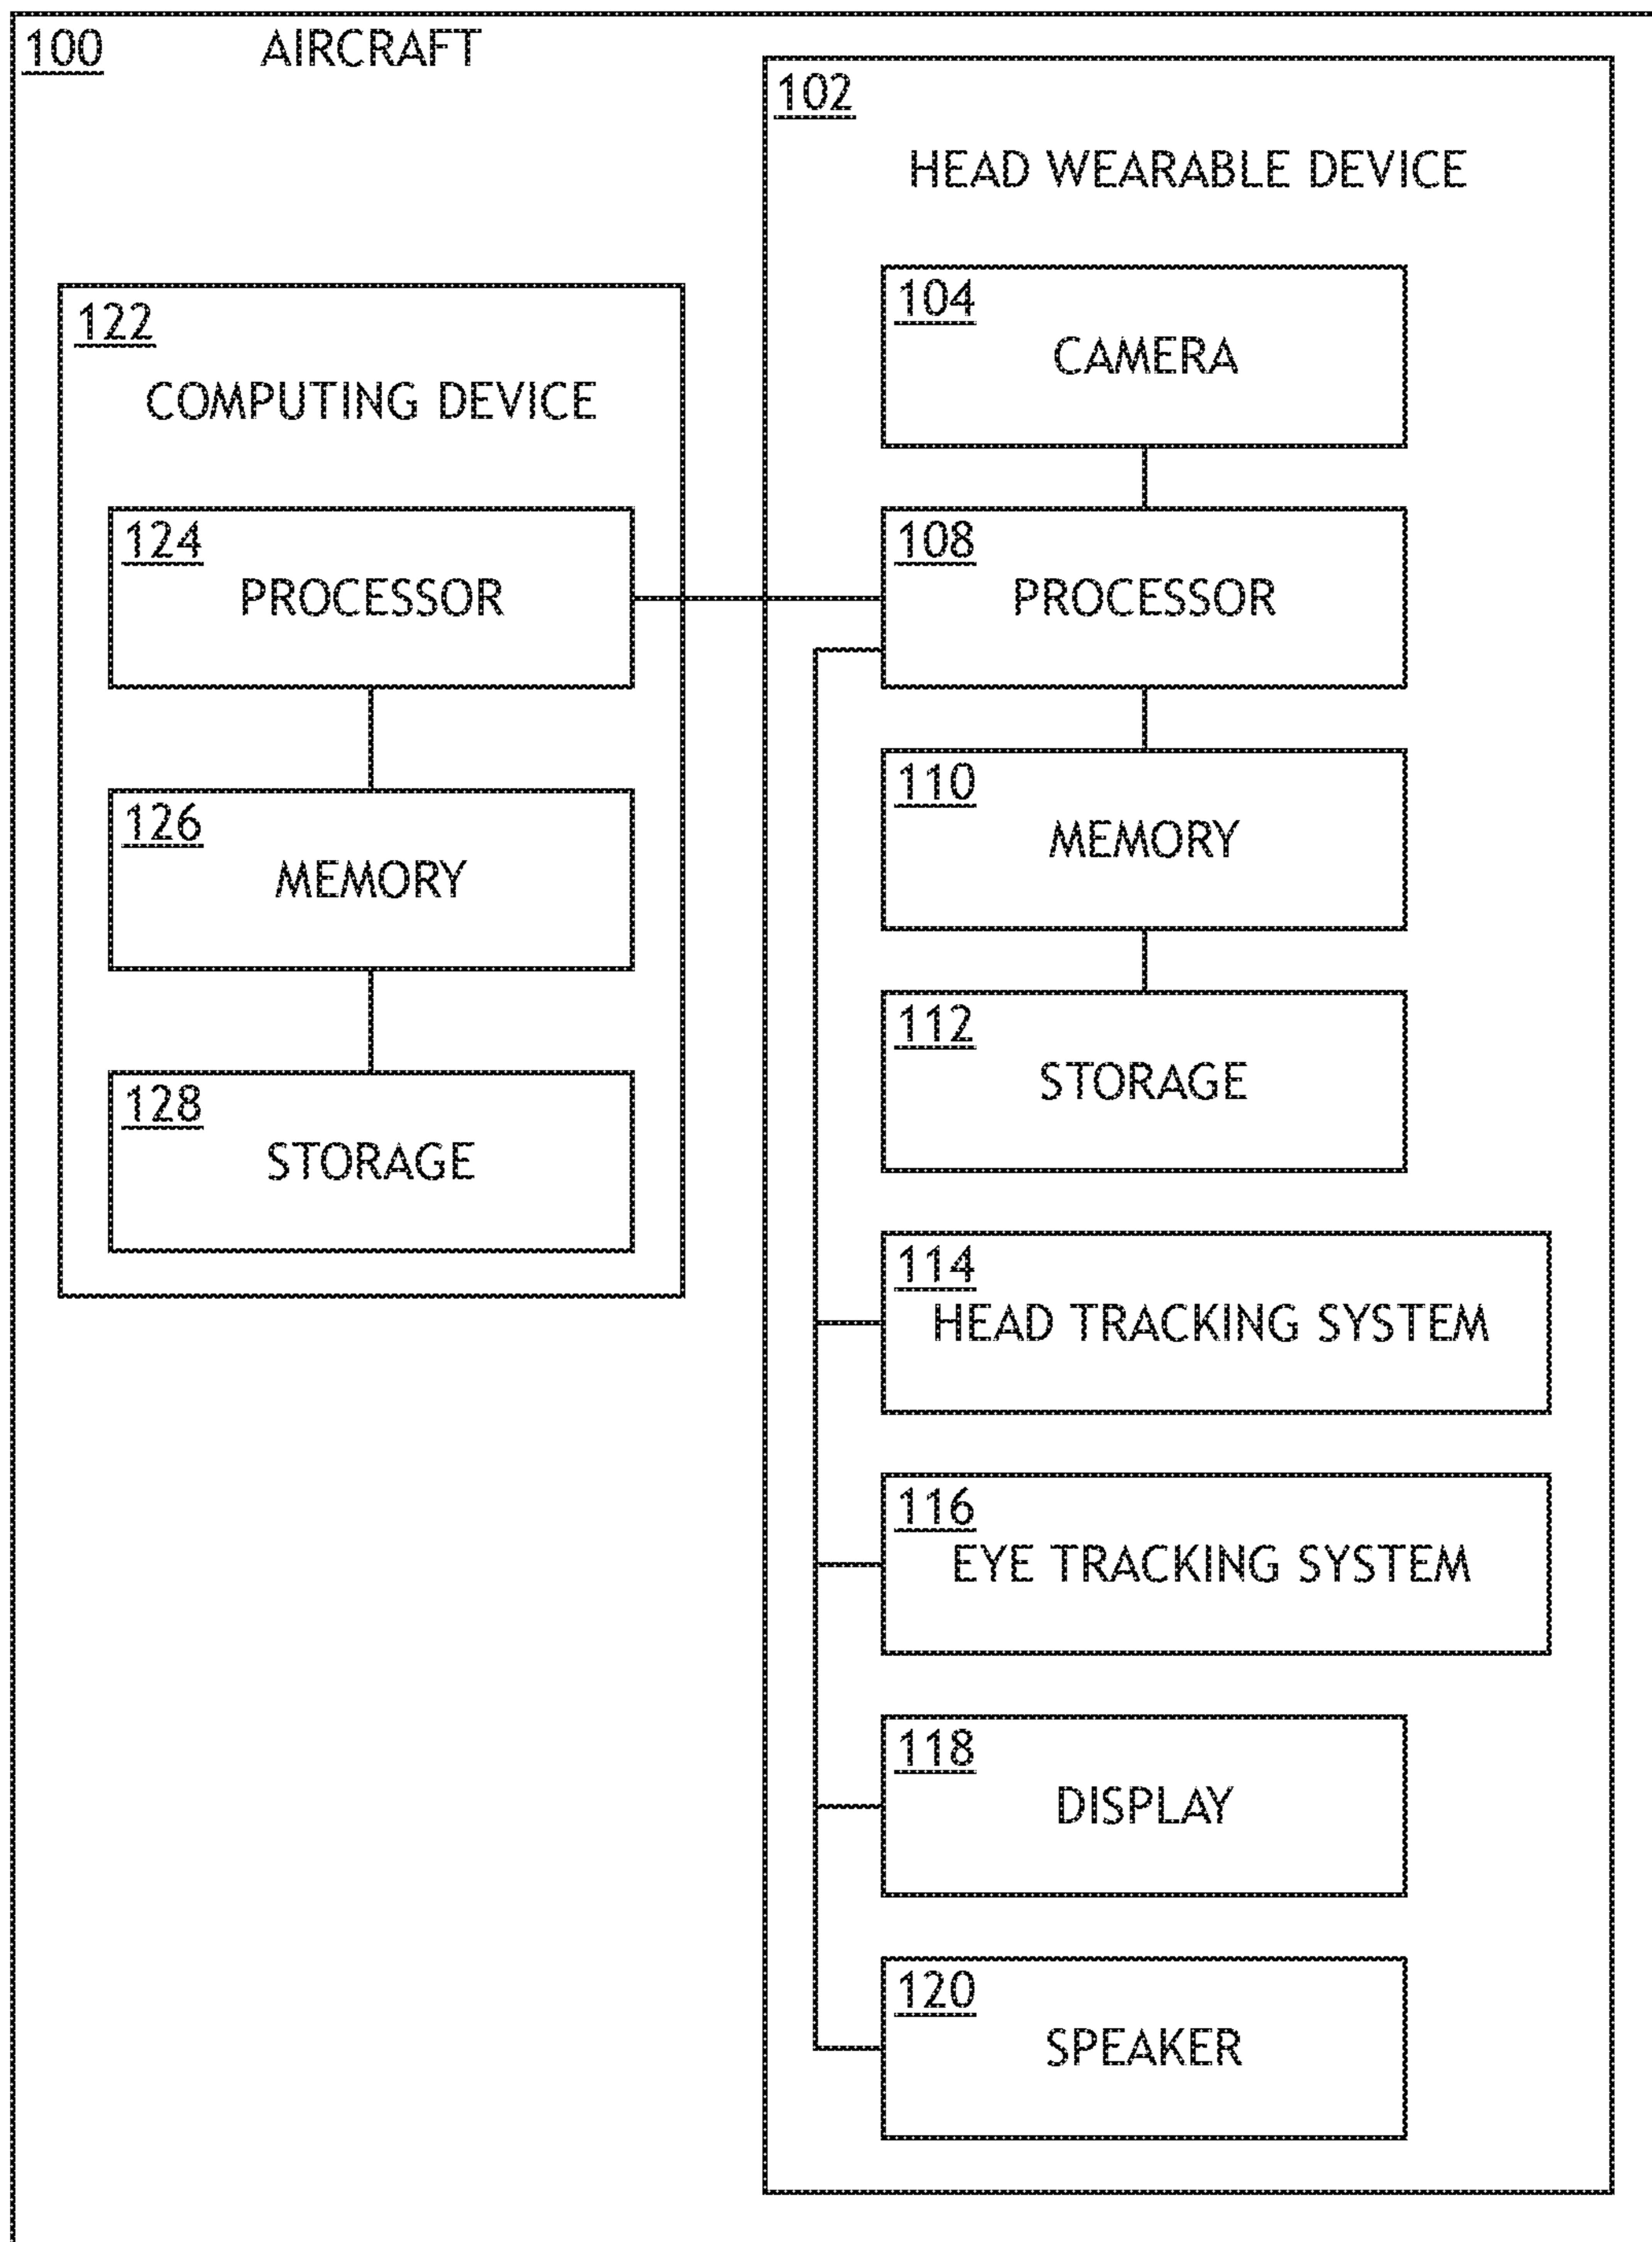 100 AIRCRAFT
102
HEAD WEARABLE DEVICE
104
CAMERA
122
COMPUTING DEVICE
124
PROCESSOR
108
PROCESSOR
110
MEMORY
126
MEMORY
112
STORAGE
128
STORAGE
114
HEAD TRACKING SYSTEM
116
EYE TRACKING SYSTEM
118
DISPLAY
120
SPEAKER